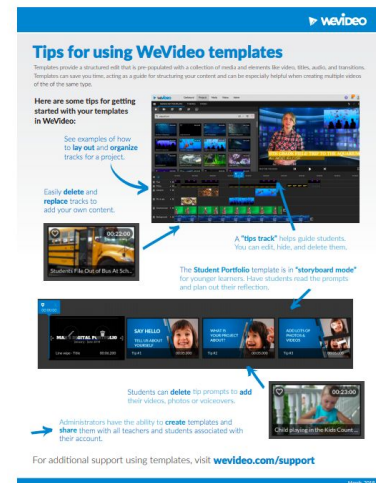 wevideo
Tips for using WeVideo templates
Templates provide a structured edit that is pre-populated with a collection of media and elements like video, titles, audio, and transitions.
Templates can save you time, acting as a guide for structuring your content and can be especially helpful when creating multiple videos
of the of the same type.
Here are some tips for getting
started with your templates
in WeVideo:
See examples of how
to lay out and organize
tracks for a project.
Easily delete and
replace tracks to
add your own content.
00:22:00
Students File Out of Bus At Sch...
A "tips track" helps guide students.
You can edit, hide, and delete them.
The Student Portfolio template is in "storyboard mode"
for younger learners. Have students read the prompts
and plan out their reflection.
SAY HELLO
TELL US ABOUT
YOURSELF
WHAT IS
YOUR PROJECT
ABOUT?
ADD LOTS OF
PHOTOS &
VIDEOS
Students can delete tip prompts to add
their videos, photos or voiceovers.
00:23:00
Child playing in the Kids Count ...
Administrators have the ability to create templates and
share them with all teachers and students associated with
their account.
For additional support using templates, visit wevideo.com/support